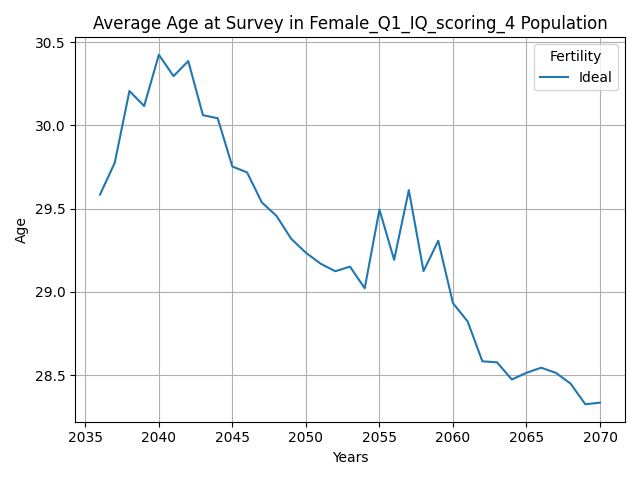 Average Age at Survey in Female_Q1_IQ_scoring_4 Population
Fertility
Ideal
30.5
30.0
29.5
29.0
28.5
Age
2035
2040
2045
2050
2055
2060
2065
2070
Years